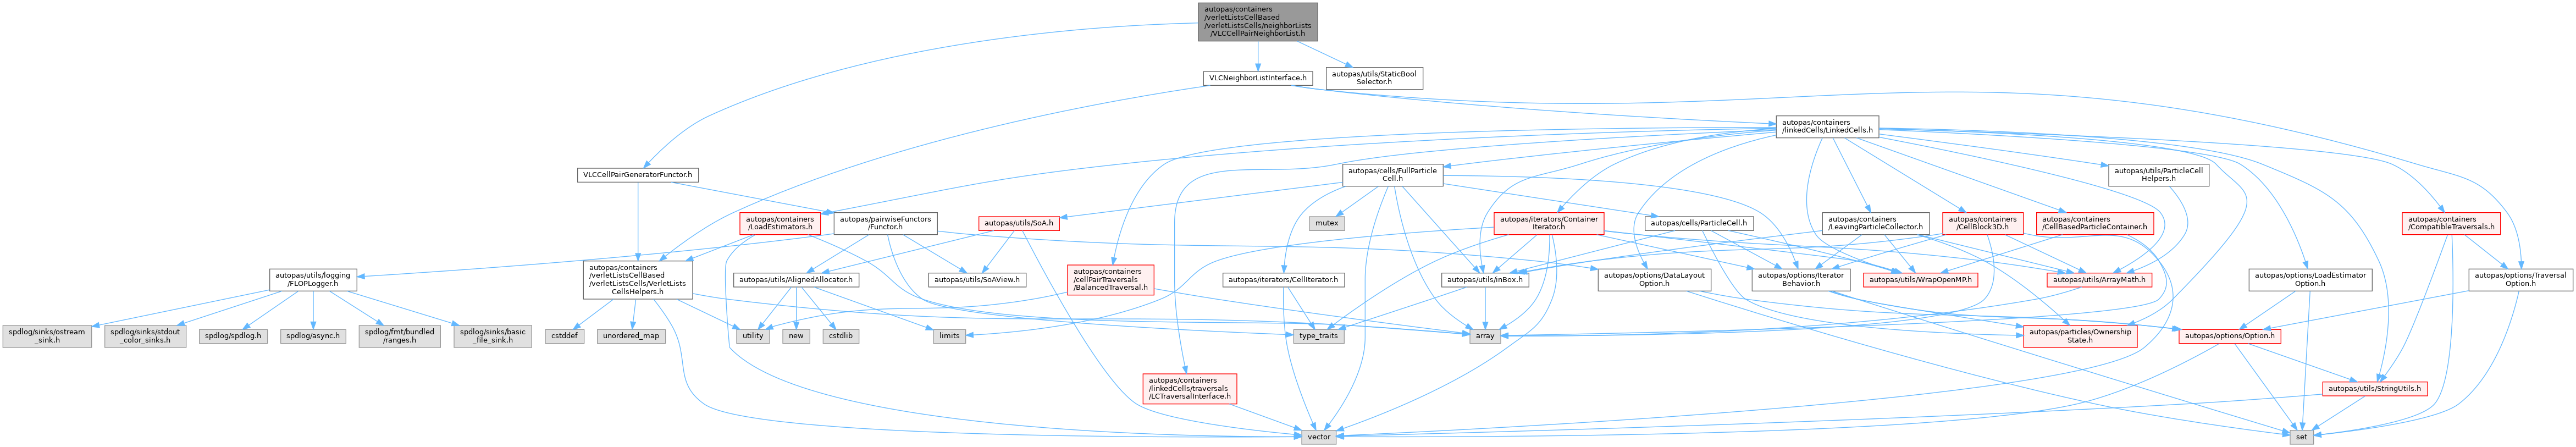 autopas/containers
/verletListsCellBased
/verletListsCells/neighborLists
/VLCCellPairNeighborList.h
VLCNeighborListInterface.h
autopas/utils/StaticBool
Selector.h
autopas/containers
/linkedCells/LinkedCells.h
VLCCellPairGeneratorFunctor.h
autopas/cells/FullParticle
Cell.h
autopas/utils/ParticleCell
Helpers.h
autopas/containers
/LoadEstimators.h
autopas/pairwiseFunctors
/Functor.h
autopas/utils/SoA.h
mutex
autopas/iterators/Container
Iterator.h
autopas/cells/ParticleCell.h
autopas/containers
/LeavingParticleCollector.h
autopas/containers
/CellBlock3D.h
autopas/containers
/CellBasedParticleContainer.h
autopas/containers
/CompatibleTraversals.h
autopas/utils/logging
/FLOPLogger.h
autopas/containers
/verletListsCellBased
/verletListsCells/VerletLists
CellsHelpers.h
autopas/utils/AlignedAllocator.h
autopas/utils/SoAView.h
autopas/containers
/cellPairTraversals
/BalancedTraversal.h
autopas/iterators/CellIterator.h
autopas/utils/inBox.h
autopas/options/DataLayout
Option.h
autopas/options/Iterator
Behavior.h
autopas/utils/WrapOpenMP.h
autopas/utils/ArrayMath.h
autopas/options/LoadEstimator
Option.h
autopas/options/Traversal
Option.h
spdlog/sinks/ostream
_sink.h
spdlog/sinks/stdout
_color_sinks.h
spdlog/spdlog.h
spdlog/async.h
spdlog/fmt/bundled
/ranges.h
spdlog/sinks/basic
_file_sink.h
cstddef
unordered_map
utility
new
cstdlib
limits
type_traits
array
autopas/particles/Ownership
State.h
autopas/options/Option.h
autopas/containers
/linkedCells/traversals
/LCTraversalInterface.h
autopas/utils/StringUtils.h
vector
set